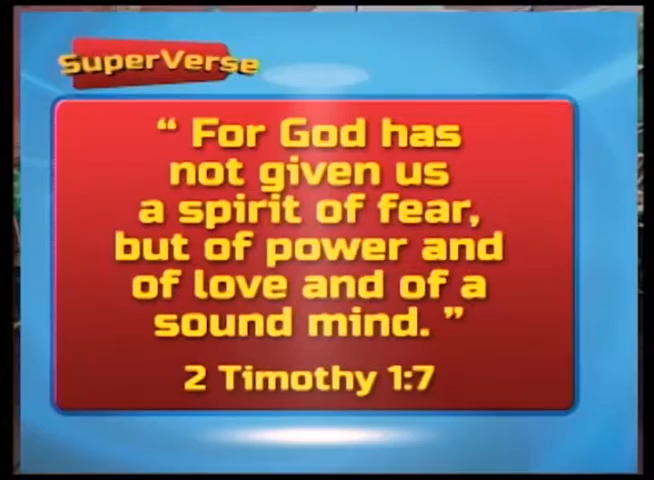 SuperVerse
“ For God has
not given us
a spirit of fear,
but of power and
of love and of a
sound mind. ”
2 Timothy 1:7